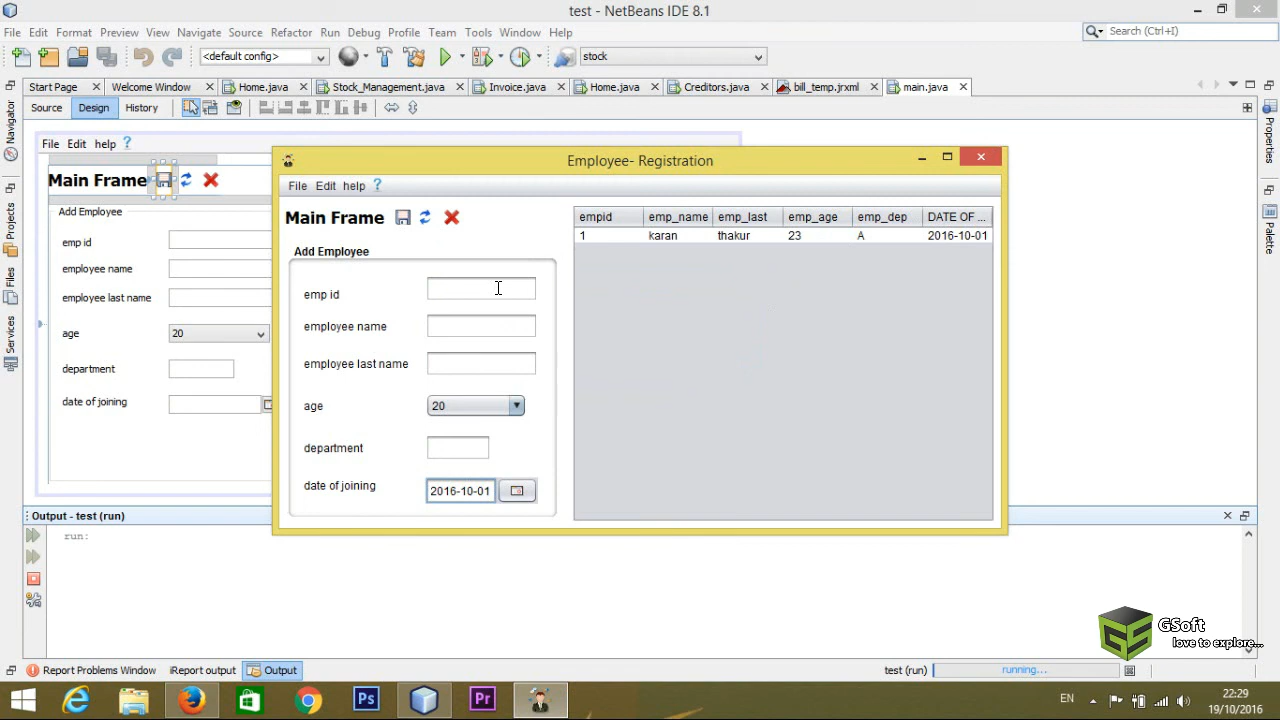 test - NetBeans IDE 8.1
File Edit Format Preview View Navigate Source Refactor Run Debug Profile Team Tools Window Help
Search (Ctrl+I)
<default config>
stock
Start Page
Welcome Window
Home.java
Stock_Management.java
Invoice.java
Home.java
Creditors.java
bill_temp.jrxml
main.java
Source Design History
Navigator
Projects
Files
Services
Properties
Palette
File Edit help ?
Main Frame
Add Employee
emp id
employee name
employee last name
age
20
department
date of joining
Employee- Registration
File Edit help ?
Main Frame
Add Employee
emp id
employee name
employee last name
age
20
department
date of joining
2016-10-01
empid emp_name emp_last emp_age emp_dep DATE OF ...
1 karan thakur 23 A 2016-10-01
Output - test (run)
run:
GSoft
love to explore...
Report Problems Window
iReport output
Output
test (run)
running...
Ps
Pr
EN
22:29
19/10/2016